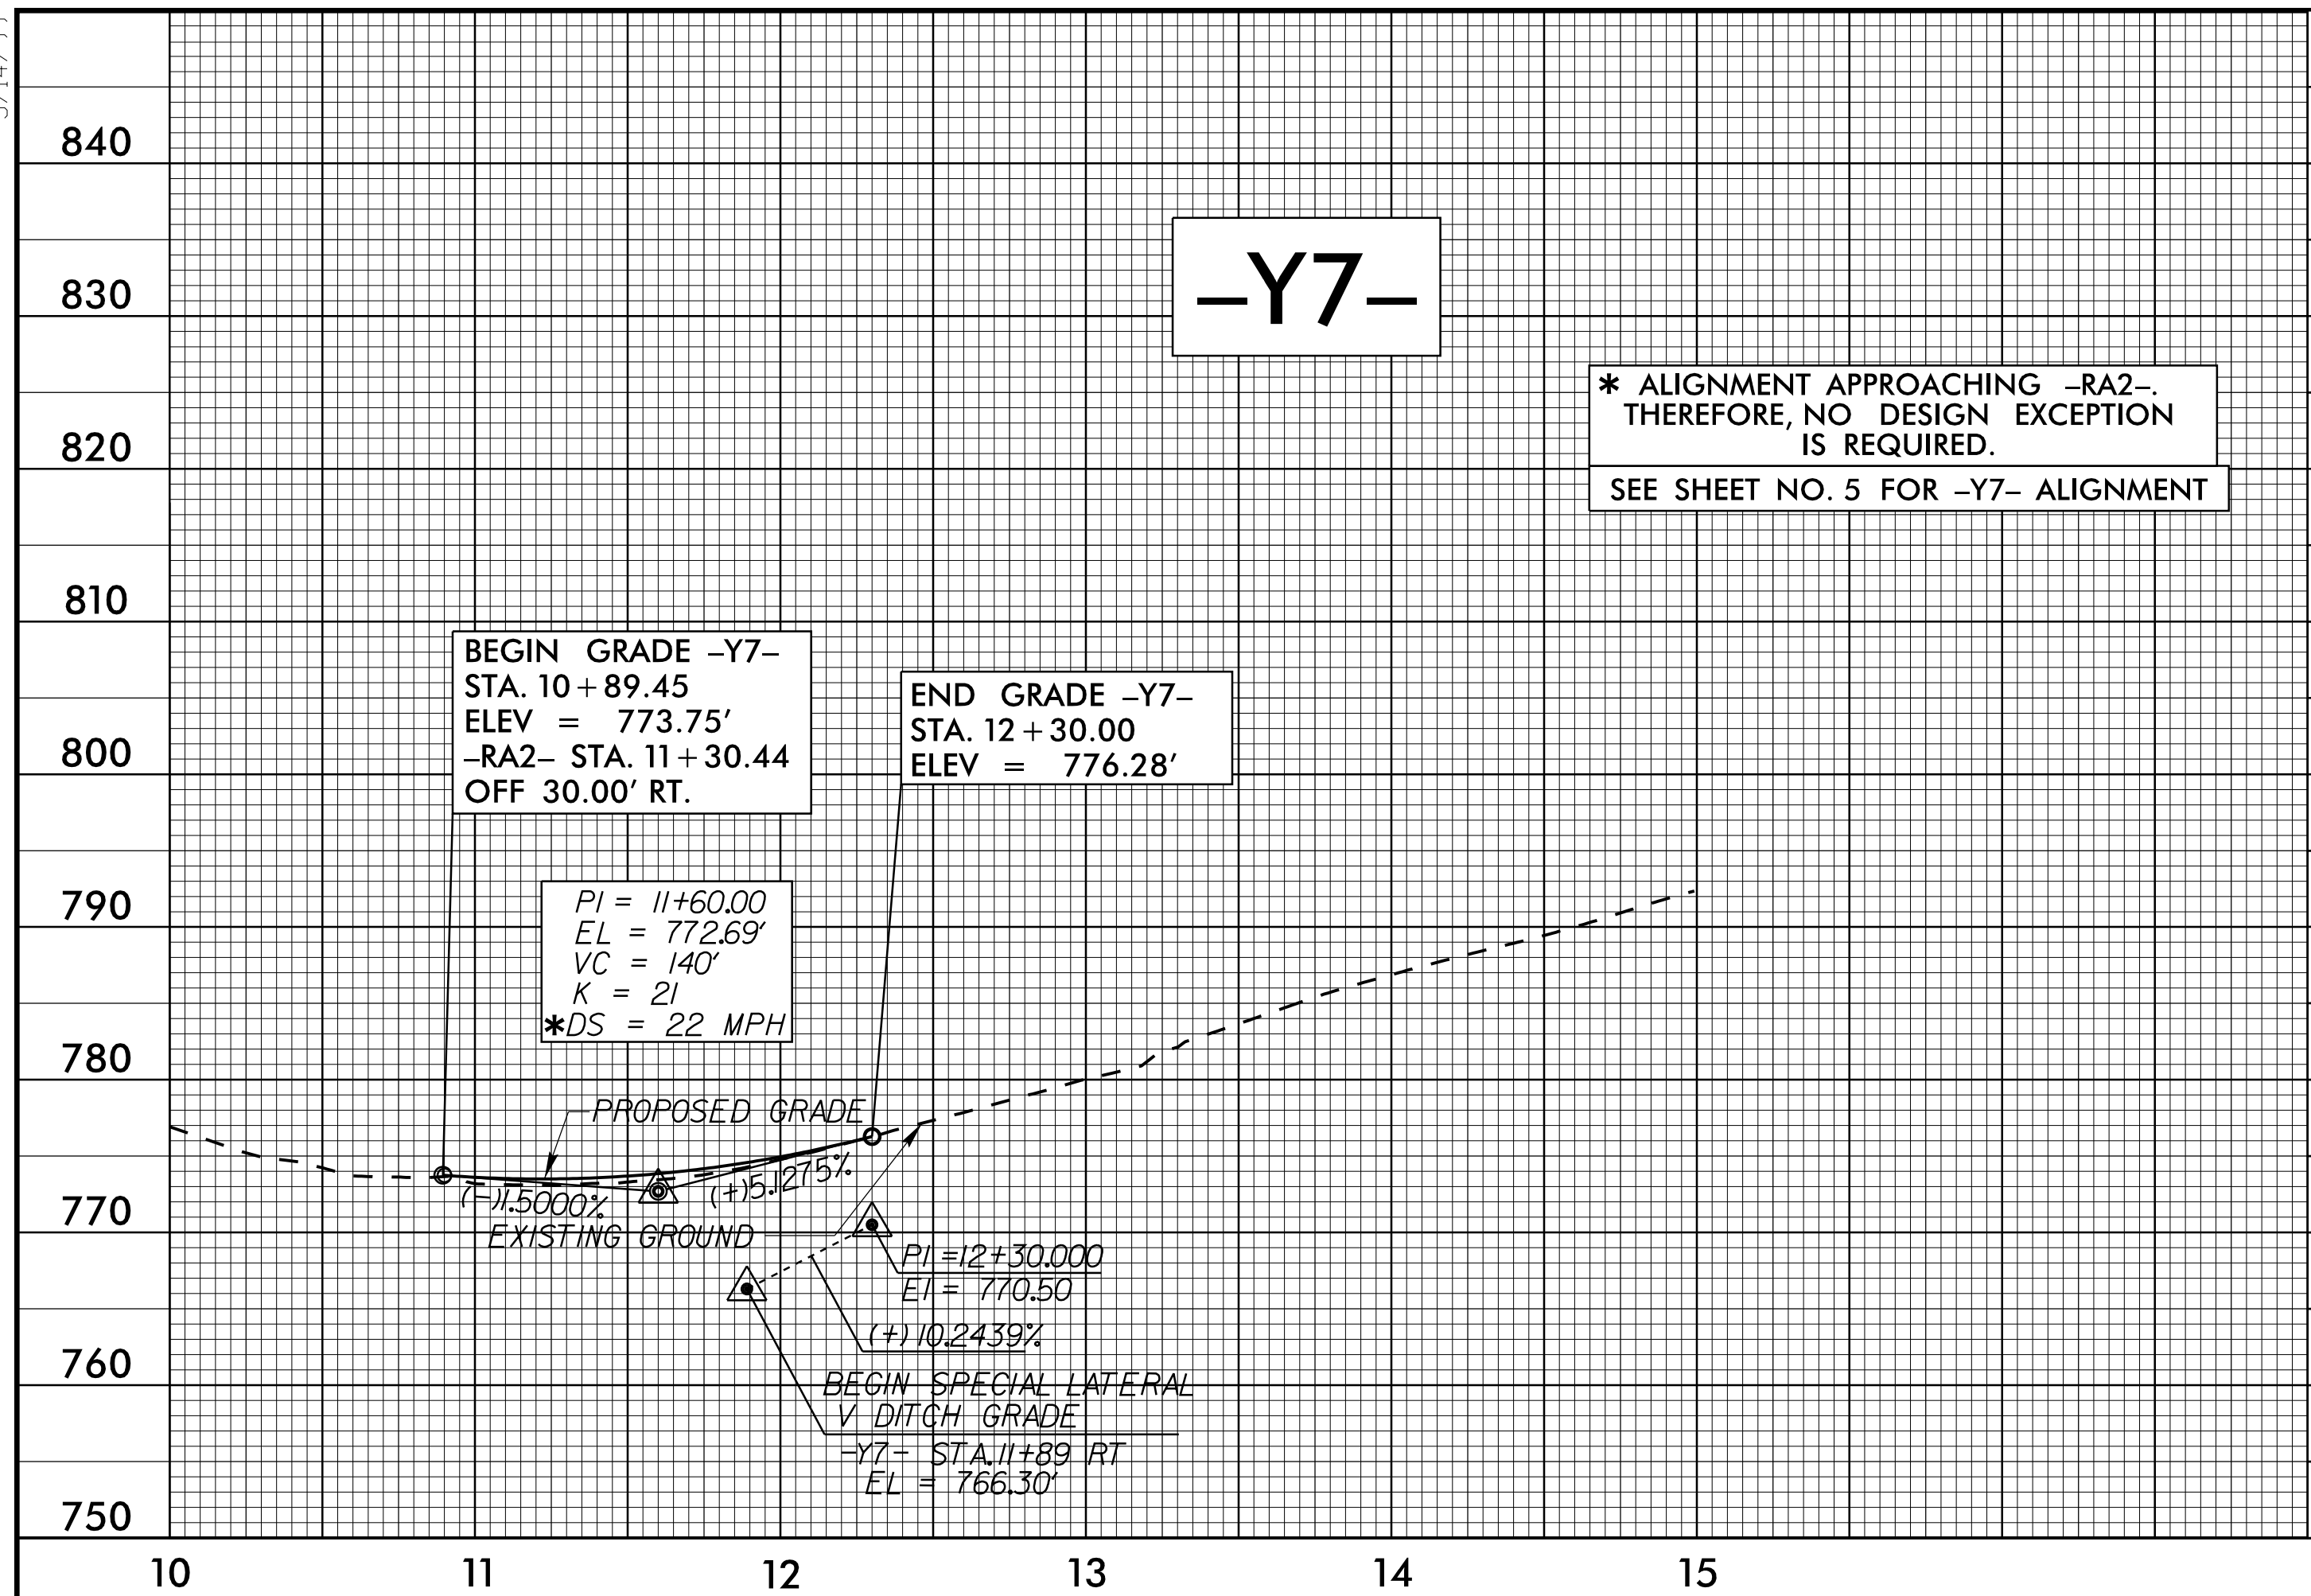 840
830
820
810
800
790
780
770
760
750
–Y7–
* ALIGNMENT APPROACHING –RA2–.
THEREFORE, NO DESIGN EXCEPTION
IS REQUIRED.
SEE SHEET NO. 5 FOR –Y7– ALIGNMENT
BEGIN GRADE –Y7–
STA. 10+89.45
ELEV = 773.75'
–RA2– STA. 11+30.44
OFF 30.00' RT.
END GRADE –Y7–
STA. 12+30.00
ELEV = 776.28'
PI = 11+60.00
EL = 772.69'
VC = 140'
K = 21
*DS = 22 MPH
PROPOSED GRADE
(-)1.5000%
(+)5.1275%
EXISTING GROUND
PI =12+30.000
El = 770.50
(+) 10.2439%
BEGIN SPECIAL LATERAL
V DITCH GRADE
-Y7- STA.11+89 RT
EL = 766.30'
10 11 12 13 14 15